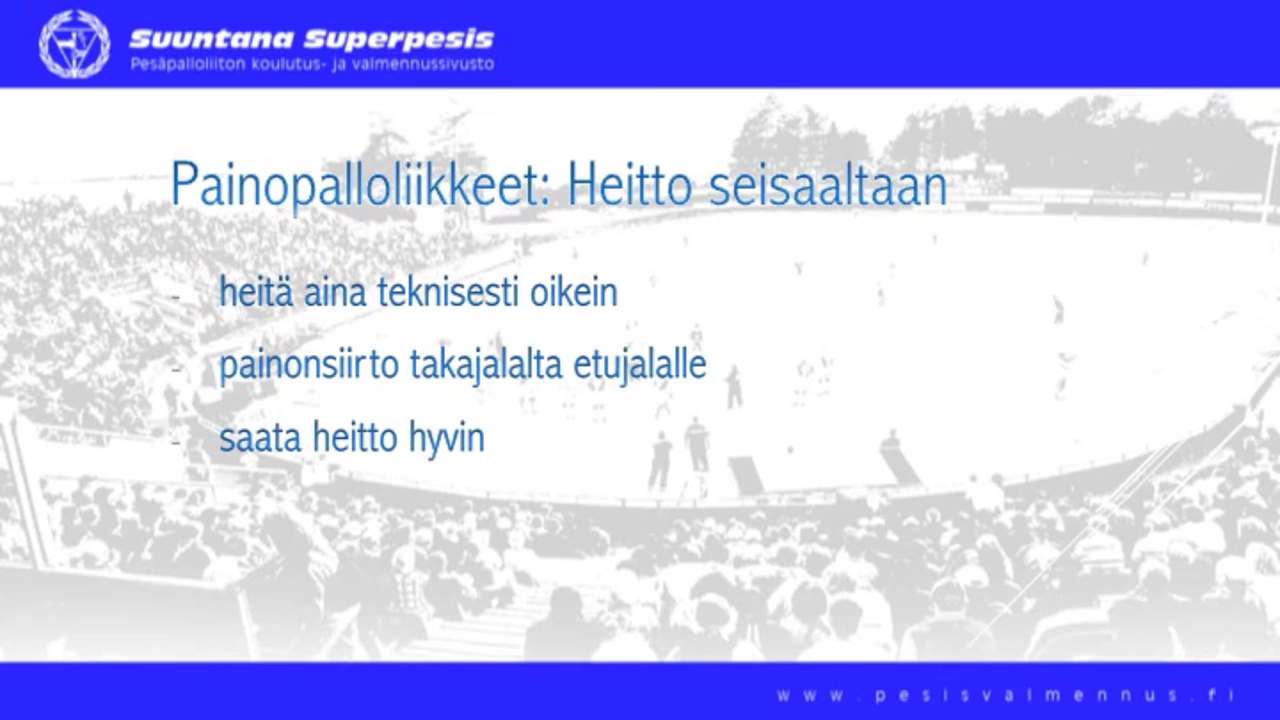 Suuntana Superpesis
Pesäpalloliiton koulutus- ja valmennussivusto
Painopalloliikkeet: Heitto seisaaltaan
- heitä aina teknisesti oikein
- painonsiirto takajalalta etujalalle
- saata heitto hyvin
www.pesisvalmennus.fi